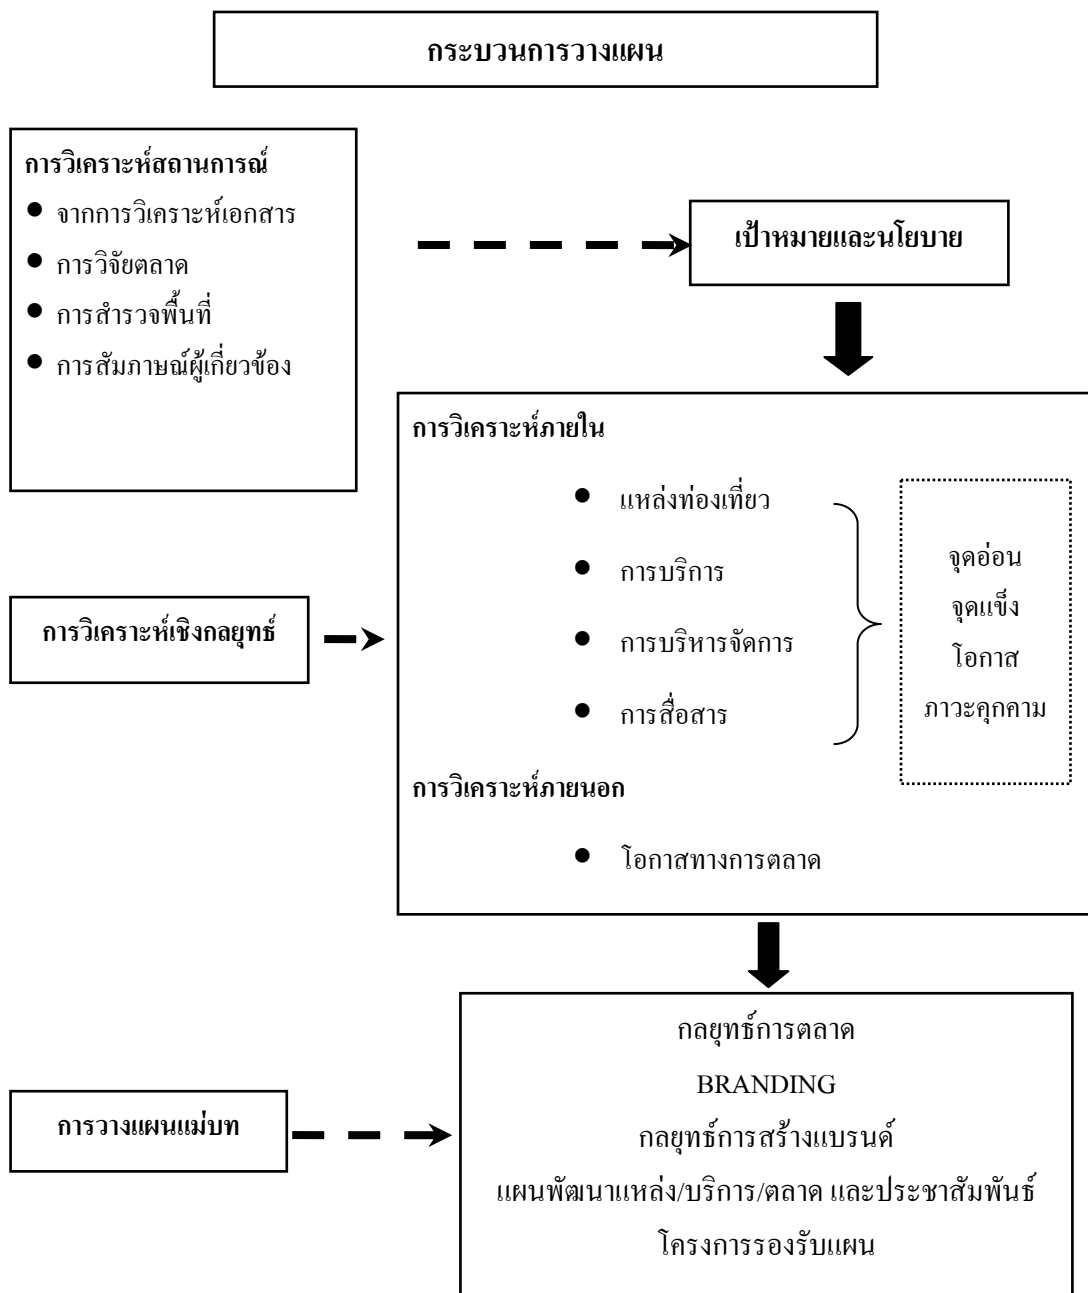 กระบวนการวางแผน
การวิเคราะห์สถานการณ์
● จากการวิเคราะห์เอกสาร
● การวิจัยตลาด
● การสำรวจพื้นที่
● การสัมภาษณ์ผู้เกี่ยวข้อง
เป้าหมายและนโยบาย
การวิเคราะห์ภายใน
● แหล่งท่องเที่ยว
● การบริการ
● การบริหารจัดการ
● การสื่อสาร
จุดอ่อน
จุดแข็ง
โอกาส
ภาวะคุกคาม
การวิเคราะห์เชิงกลยุทธ์
การวิเคราะห์ภายนอก
● โอกาสทางการตลาด
การวางแผนแม่บท
กลยุทธ์การตลาด
BRANDING
กลยุทธ์การสร้างแบรนด์
แผนพัฒนาแหล่ง/บริการ/ตลาด และประชาสัมพันธ์
โครงการรองรับแผน